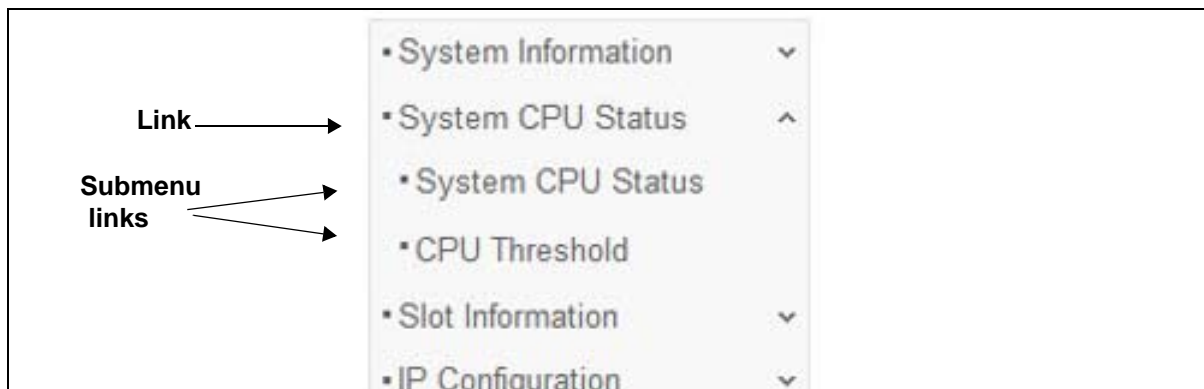 ▪ System Information
Link
▪ System CPU Status
Submenu
links
▪ System CPU Status
▪ CPU Threshold
▪ Slot Information
▪ IP Configuration